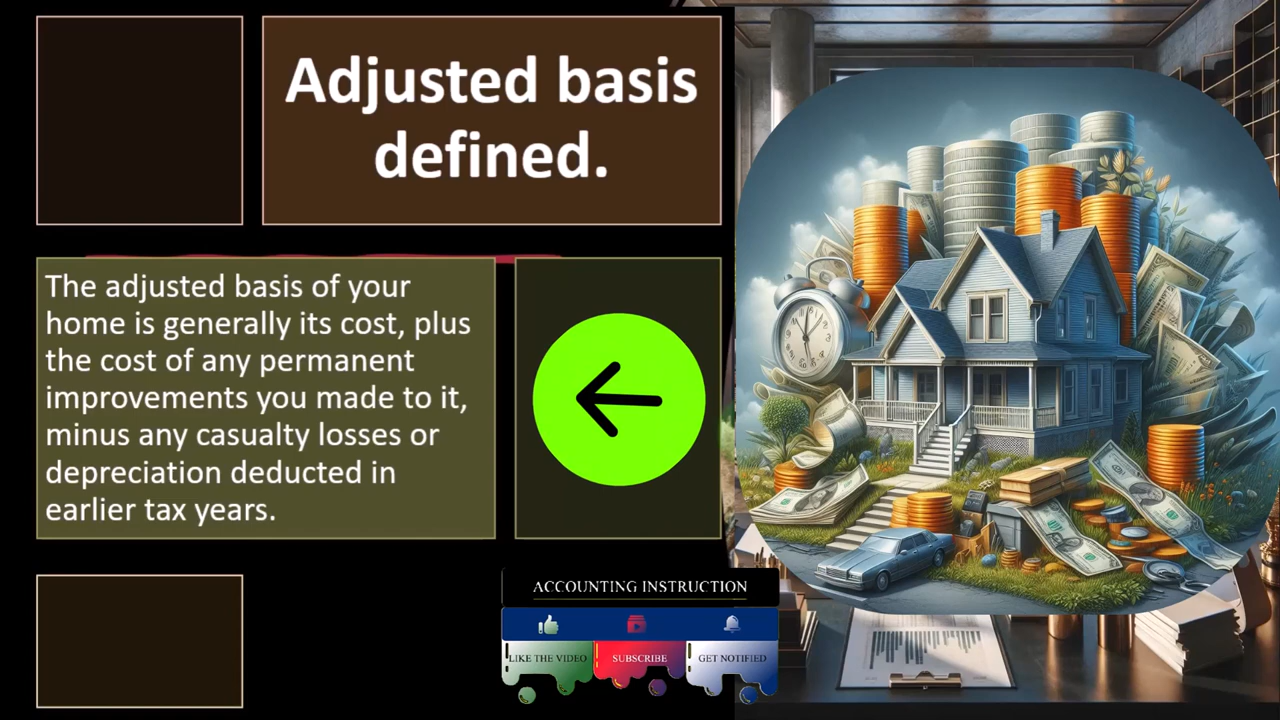 Adjusted basis
defined.
The adjusted basis of your
home is generally its cost, plus
the cost of any permanent
improvements you made to it,
minus any casualty losses or
depreciation deducted in
earlier tax years.
ACCOUNTING INSTRUCTION
LIKE THE VIDEO
SUBSCRIBE
GET NOTIFIED